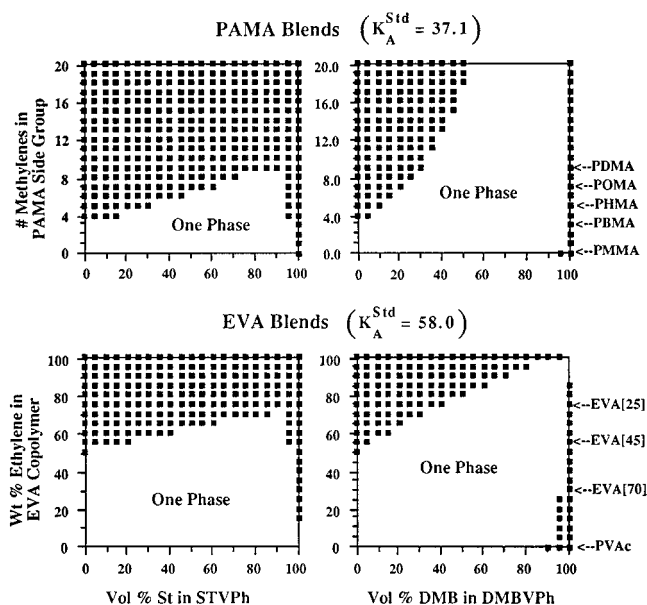 PAMA Blends (K_A^Std = 37.1)
# Methylenes in
PAMA Side Group
20
16
12
8
4
0
0 20 40 60 80 100
One Phase
20.0
16.0
12.0
8.0
4.0
0.0
0 20 40 60 80 100
One Phase
<--PDMA
<--POMA
<--PHMA
<--PBMA
<--PMMA
EVA Blends (K_A^Std = 58.0)
Wt % Ethylene in
EVA Copolymer
100
80
60
40
20
0
0 20 40 60 80 100
One Phase
Vol % St in STVPh
100
80
60
40
20
0
0 20 40 60 80 100
One Phase
Vol % DMB in DMBVPh
<--EVA[25]
<--EVA[45]
<--EVA[70]
<--PVAc